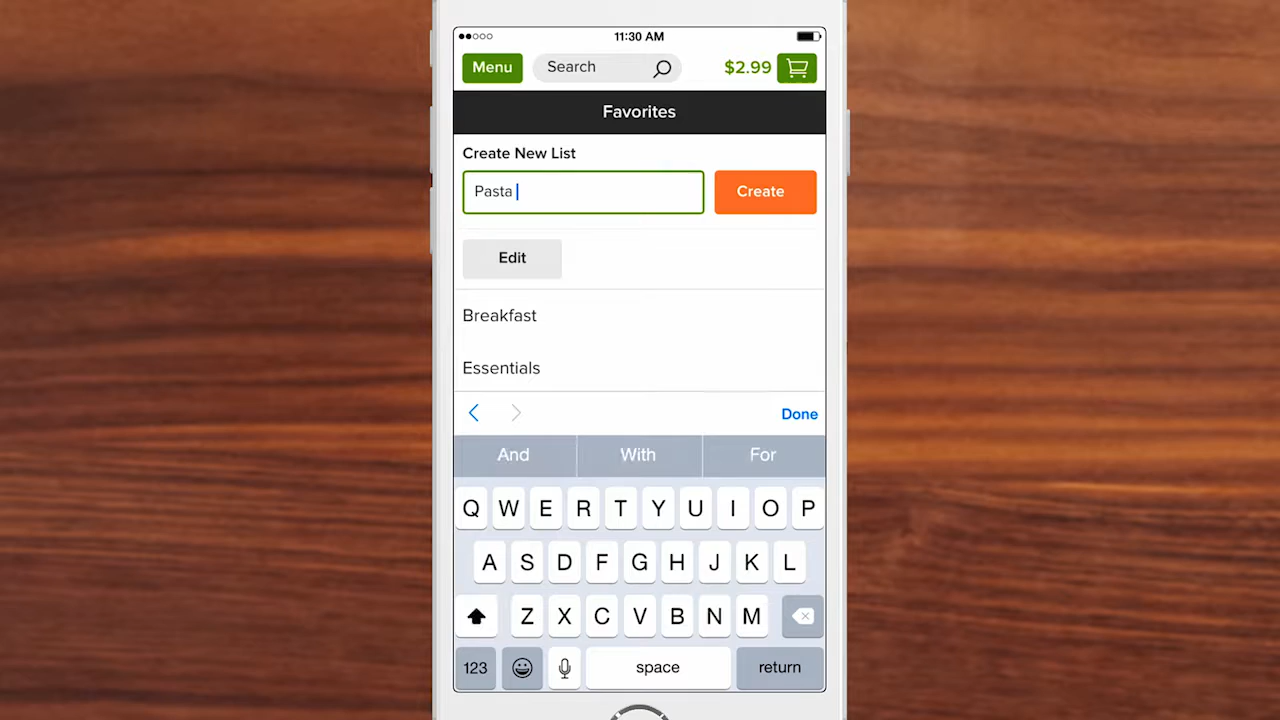 11:30 AM
Menu Search $2.99
Favorites
Create New List
Pasta Create
Edit
Breakfast
Essentials
Done
And With For
Q W E R T Y U I O P
A S D F G H J K L
Z X C V B N M
123 space return